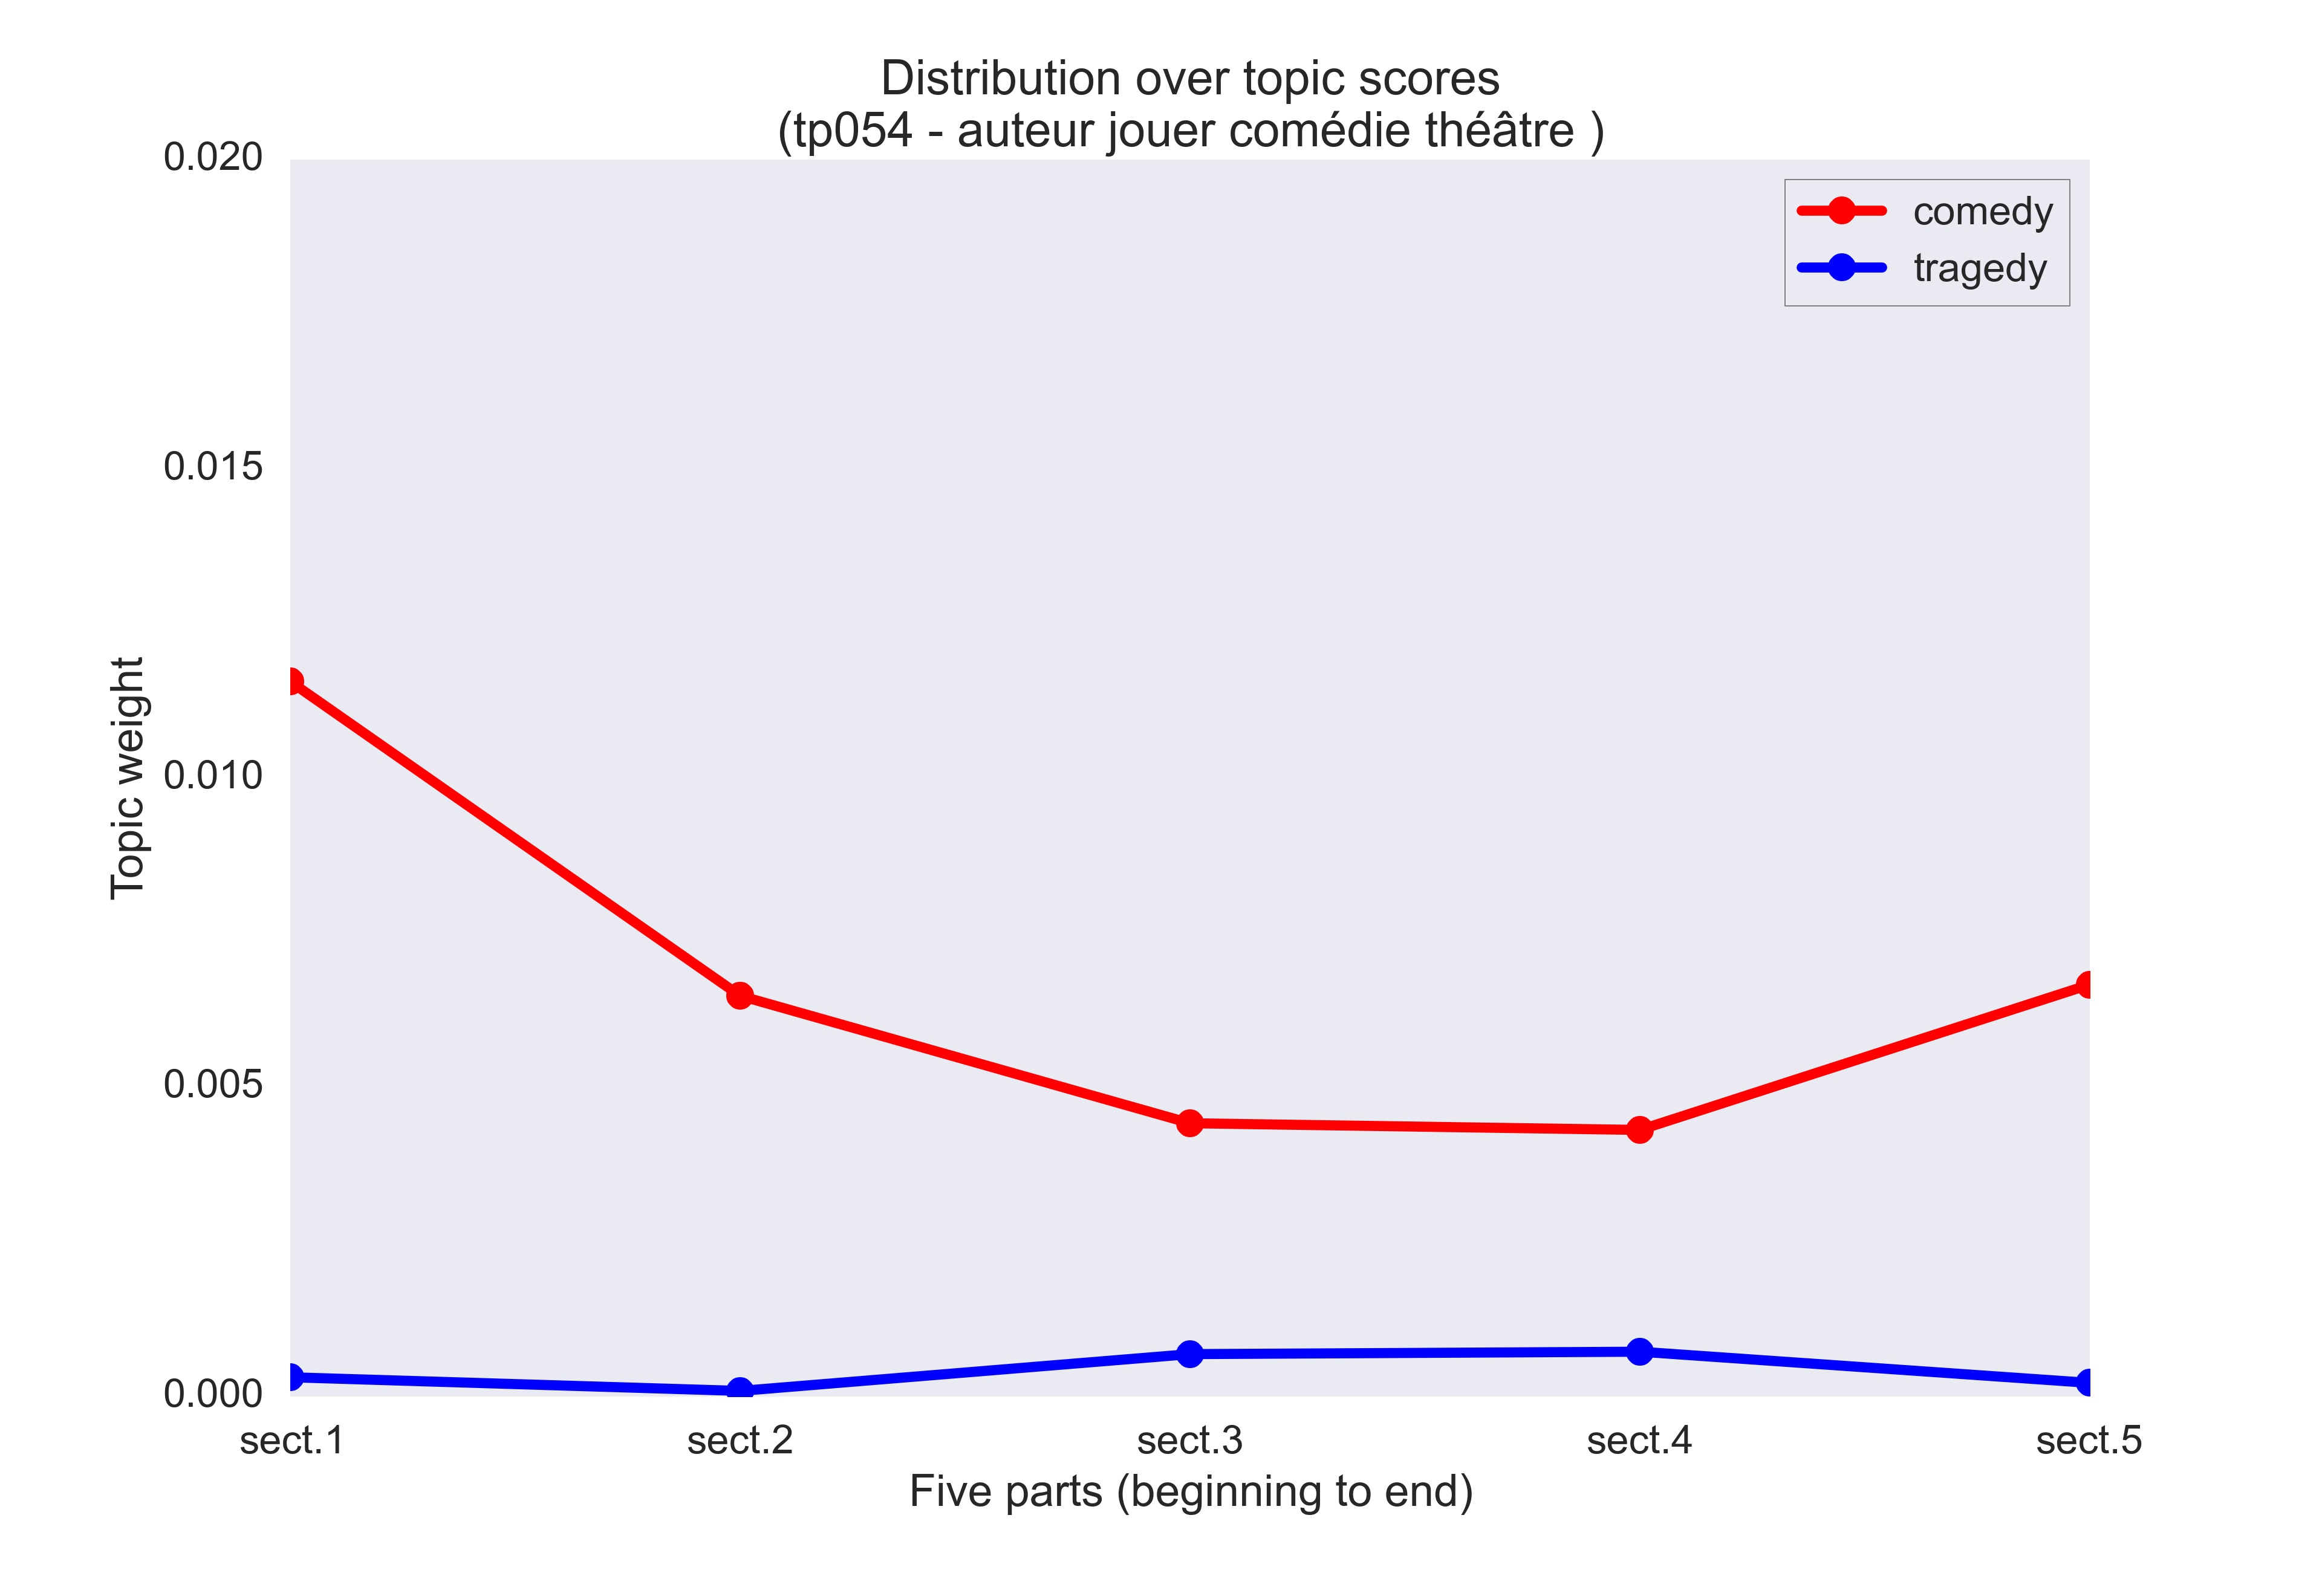 Distribution over topic scores
(tp054 - auteur jouer comédie théâtre )
comedy
tragedy
Topic weight
0.020
0.015
0.010
0.005
0.000
sect.1
sect.2
sect.3
sect.4
sect.5
Five parts (beginning to end)